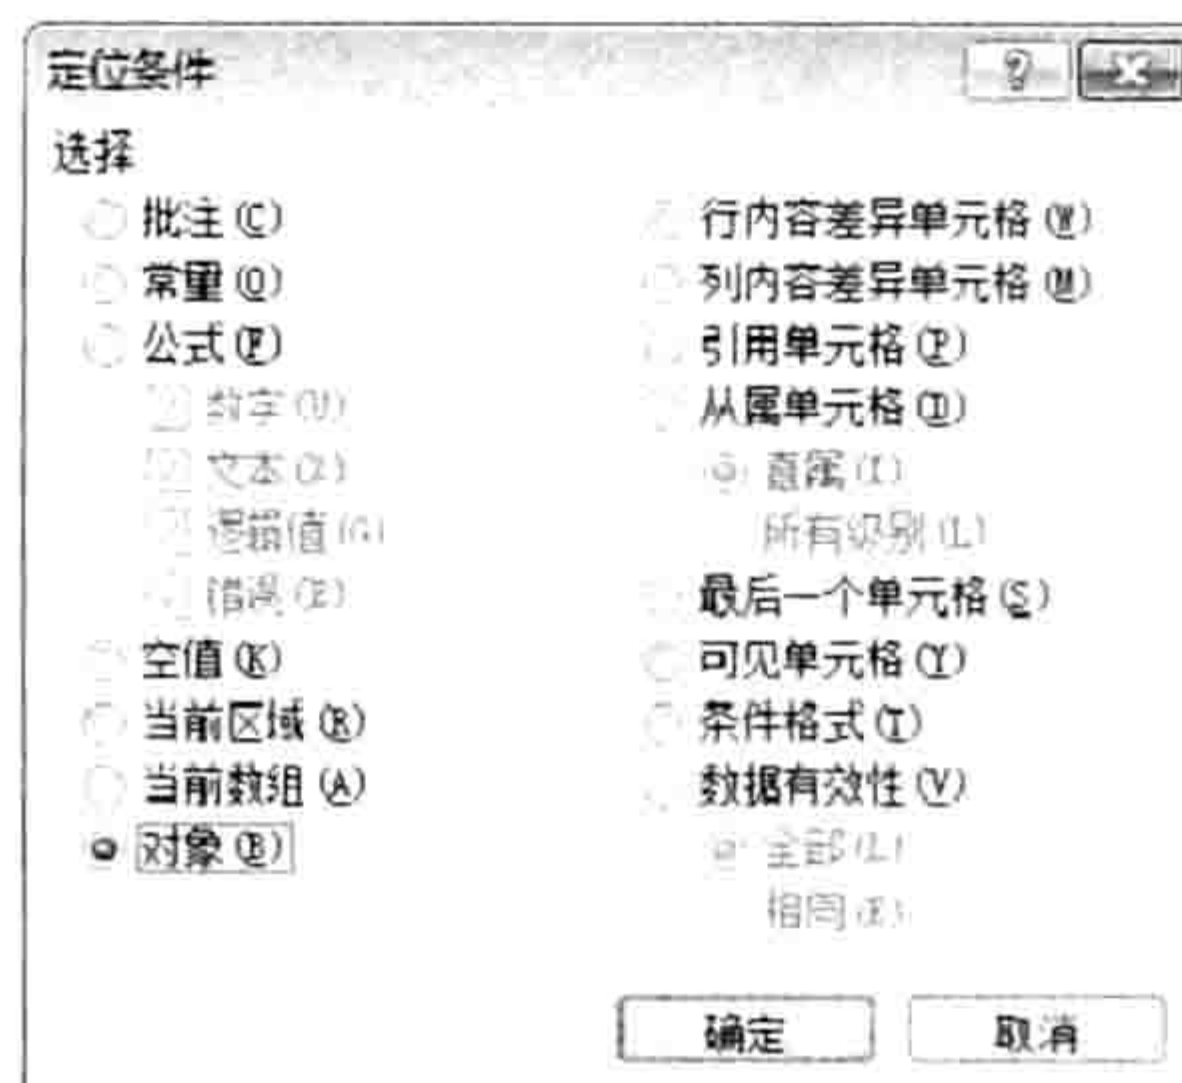 定位条件
选择
批注(C)
常量(O)
公式(F)
数字(U)
文本(X)
逻辑值(G)
错误(E)
空值(K)
当前区域(R)
当前数组(A)
对象(B)
行内容差异单元格(W)
列内容差异单元格(M)
引用单元格(P)
从属单元格(D)
直属(I)
所有级别(L)
最后一个单元格(S)
可见单元格(Y)
条件格式(T)
数据有效性(V)
全部(L)
相同(E)
确定
取消